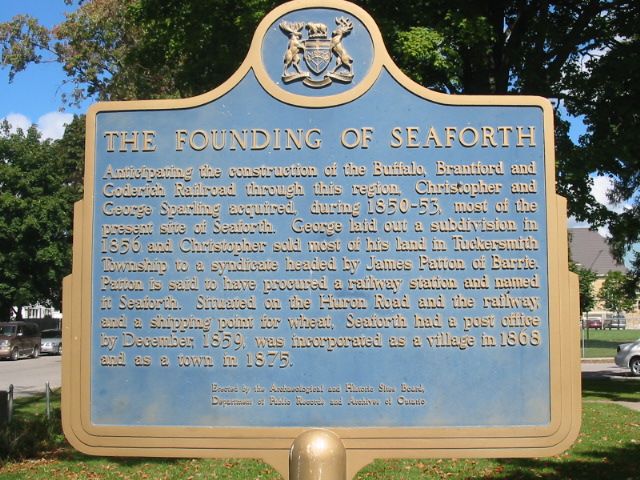 THE FOUNDING OF SEAFORTH
Anticipating the construction of the Buffalo, Brantford and
Goderich Railroad through this region, Christopher and
George Sparling acquired, during 1850-53, most of the
present site of Seaforth. George laid out a subdivision in
1856 and Christopher sold most of his land in Tuckersmith
Township to a syndicate headed by James Patton of Barrie.
Patton is said to have procured a railway station and named
it Seaforth. Situated on the Huron Road and the railway,
and a shipping point for wheat, Seaforth had a post office
by December, 1859, was incorporated as a village in 1868
and as a town in 1875.
Erected by the Archaeological and Historic Sites Board,
Department of Public Records and Archives of Ontario